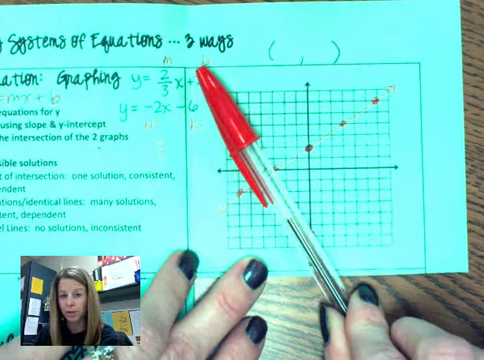 Systems of Equations ... 3 ways
( , )
m b
ation: Graphing y = 2/3 x +
= mx + b
equations for y
y = -2x - 6
using slope & y-intercept
m b
he intersection of the 2 graphs
sible solutions
t of intersection: one solution, consistent,
endent
ations/identical lines: many solutions,
tent, dependent
el Lines: no solutions, inconsistent